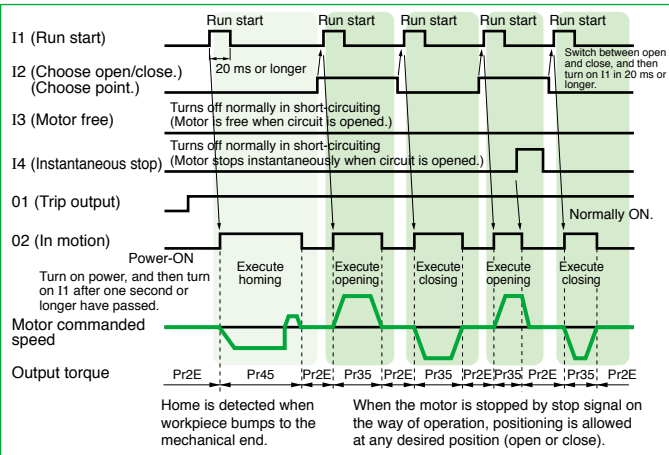 Run start Run start Run start Run start Run start
I1 (Run start)
20 ms or longer
Switch between open
and close, and then
turn on I1 in 20 ms or
longer.
I2 (Choose open/close.)
(Choose point.)
Turns off normally in short-circuiting
I3 (Motor free)
(Motor is free when circuit is opened.)
Turns off normally in short-circuiting
I4 (Instantaneous stop)
(Motor stops instantaneously when circuit is opened.)
01 (Trip output)
Normally ON.
02 (In motion)
Power-ON
Turn on power, and then turn
on I1 after one second or
longer have passed.
Execute
homing
Execute
opening
Execute
closing
Execute
opening
Execute
closing
Motor commanded
speed
Output torque Pr2E Pr45 Pr2E Pr35 Pr2E Pr35 Pr2E Pr35 Pr2E Pr35 Pr2E
Home is detected when
workpiece bumps to the
mechanical end.
When the motor is stopped by stop signal on
the way of operation, positioning is allowed
at any desired position (open or close).